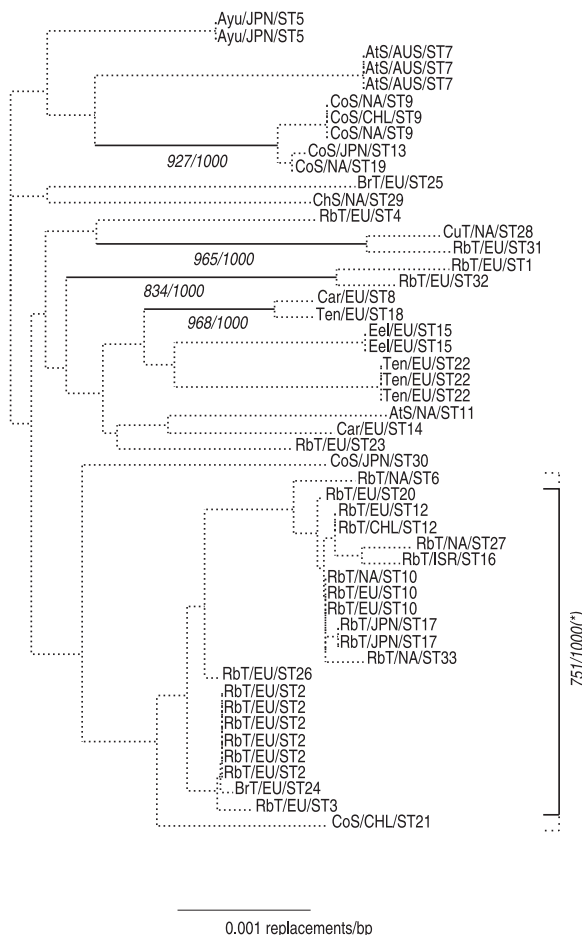 Ayu/JPN/ST5
Ayu/JPN/ST5
AtS/AUS/ST7
AtS/AUS/ST7
AtS/AUS/ST7
CoS/NA/ST9
CoS/CHL/ST9
CoS/NA/ST9
CoS/JPN/ST13
927/1000
CoS/NA/ST19
BrT/EU/ST25
ChS/NA/ST29
RbT/EU/ST4
CuT/NA/ST28
RbT/EU/ST31
965/1000
RbT/EU/ST1
RbT/EU/ST32
834/1000
Car/EU/ST8
Ten/EU/ST18
968/1000
Eel/EU/ST15
Eel/EU/ST15
Ten/EU/ST22
Ten/EU/ST22
Ten/EU/ST22
AtS/NA/ST11
Car/EU/ST14
RbT/EU/ST23
CoS/JPN/ST30
RbT/NA/ST6
RbT/EU/ST20
RbT/EU/ST12
RbT/CHL/ST12
RbT/NA/ST27
RbT/ISR/ST16
RbT/NA/ST10
RbT/EU/ST10
RbT/EU/ST10
RbT/JPN/ST17
RbT/JPN/ST17
RbT/NA/ST33
751/1000(*)
RbT/EU/ST26
RbT/EU/ST2
RbT/EU/ST2
RbT/EU/ST2
RbT/EU/ST2
RbT/EU/ST2
RbT/EU/ST2
BrT/EU/ST24
RbT/EU/ST3
CoS/CHL/ST21
0.001 replacements/bp